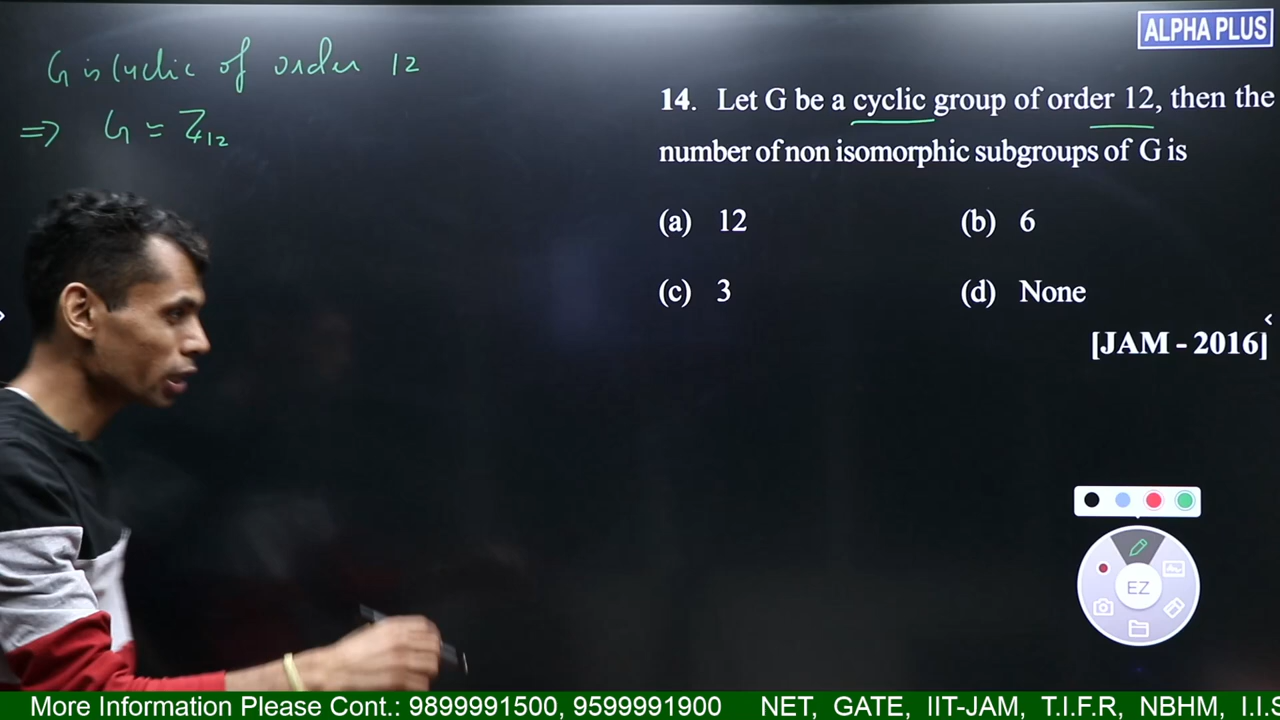 ALPHA PLUS
G is cyclic of order 12
⇒ G ≈ Z₁₂
14. Let G be a cyclic group of order 12, then the
number of non isomorphic subgroups of G is
(a) 12 (b) 6
(c) 3 (d) None
[JAM - 2016]
EZ
More Information Please Cont.: 9899991500, 9599991900 NET, GATE, IIT-JAM, T.I.F.R, NBHM, I.I.S